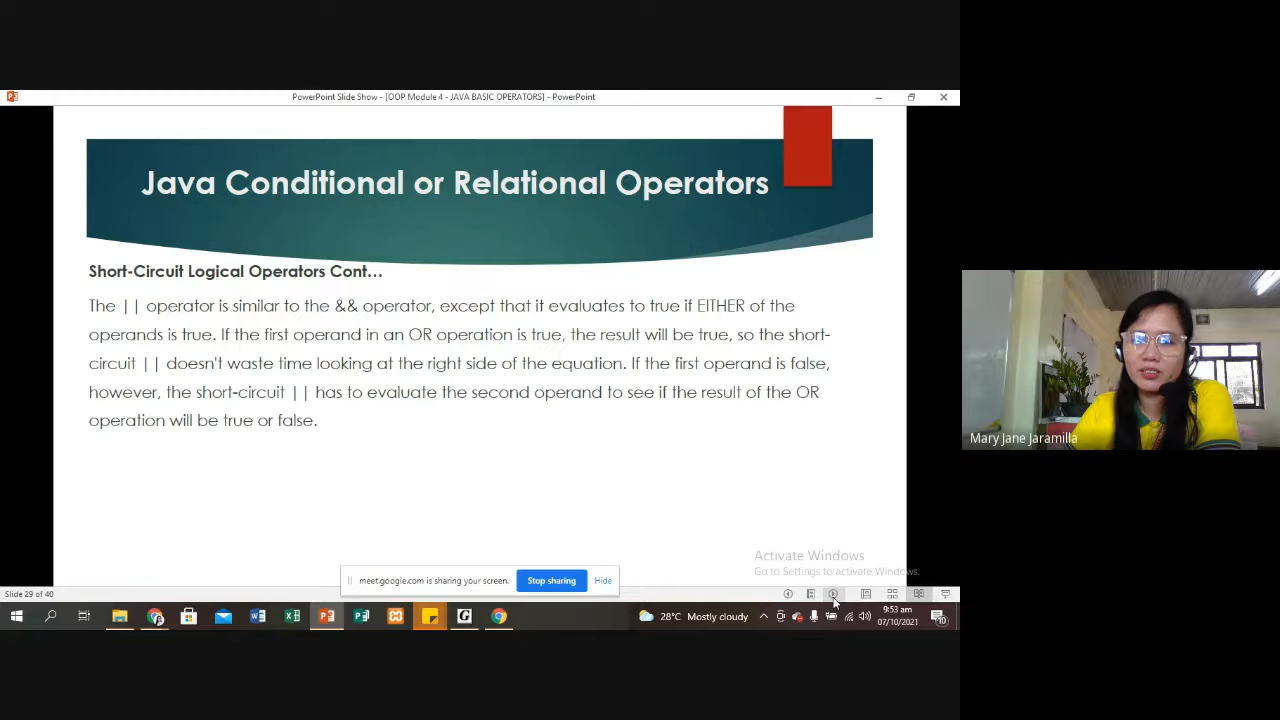 PowerPoint Slide Show - [OOP Module 4 - JAVA BASIC OPERATORS] - PowerPoint
Java Conditional or Relational Operators
Short-Circuit Logical Operators Cont...
The || operator is similar to the && operator, except that it evaluates to true if EITHER of the
operands is true. If the first operand in an OR operation is true, the result will be true, so the short-
circuit || doesn't waste time looking at the right side of the equation. If the first operand is false,
however, the short-circuit || has to evaluate the second operand to see if the result of the OR
operation will be true or false.
Mary Jane Jaramilla
Activate Windows
Go to Settings to activate Windows.
meet.google.com is sharing your screen.
Stop sharing
Hide
Slide 29 of 40
28°C Mostly cloudy
9:53 am
07/10/2021
10